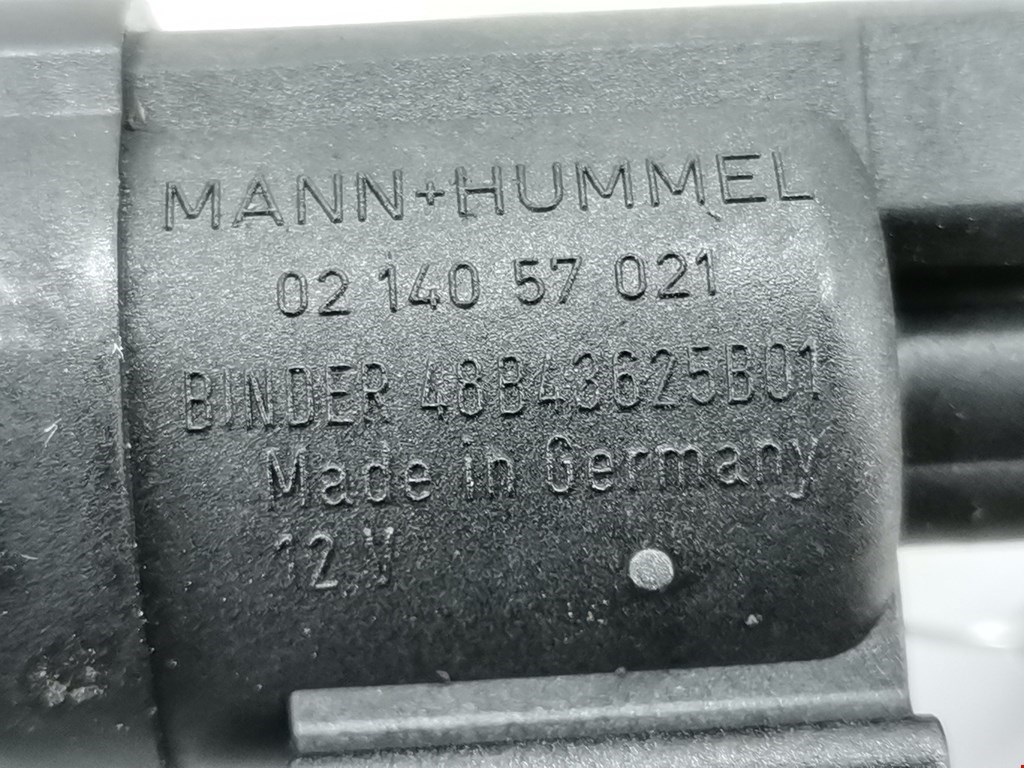 MANN+HUMMEL
02 140 57 021
BINDER 48B43625B01
Made in Germany
12 V